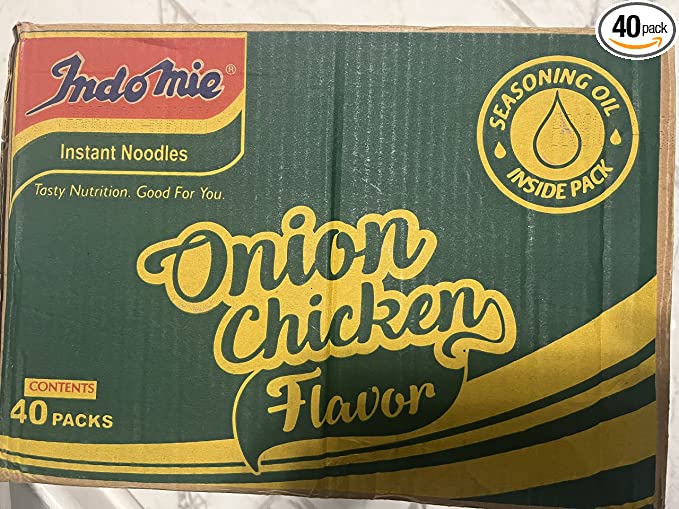 40 pack
IndoMie®
Instant Noodles
Tasty Nutrition. Good For You.
SEASONING OIL
INSIDE PACK
Onion
Chicken
Flavor
CONTENTS
40 PACKS